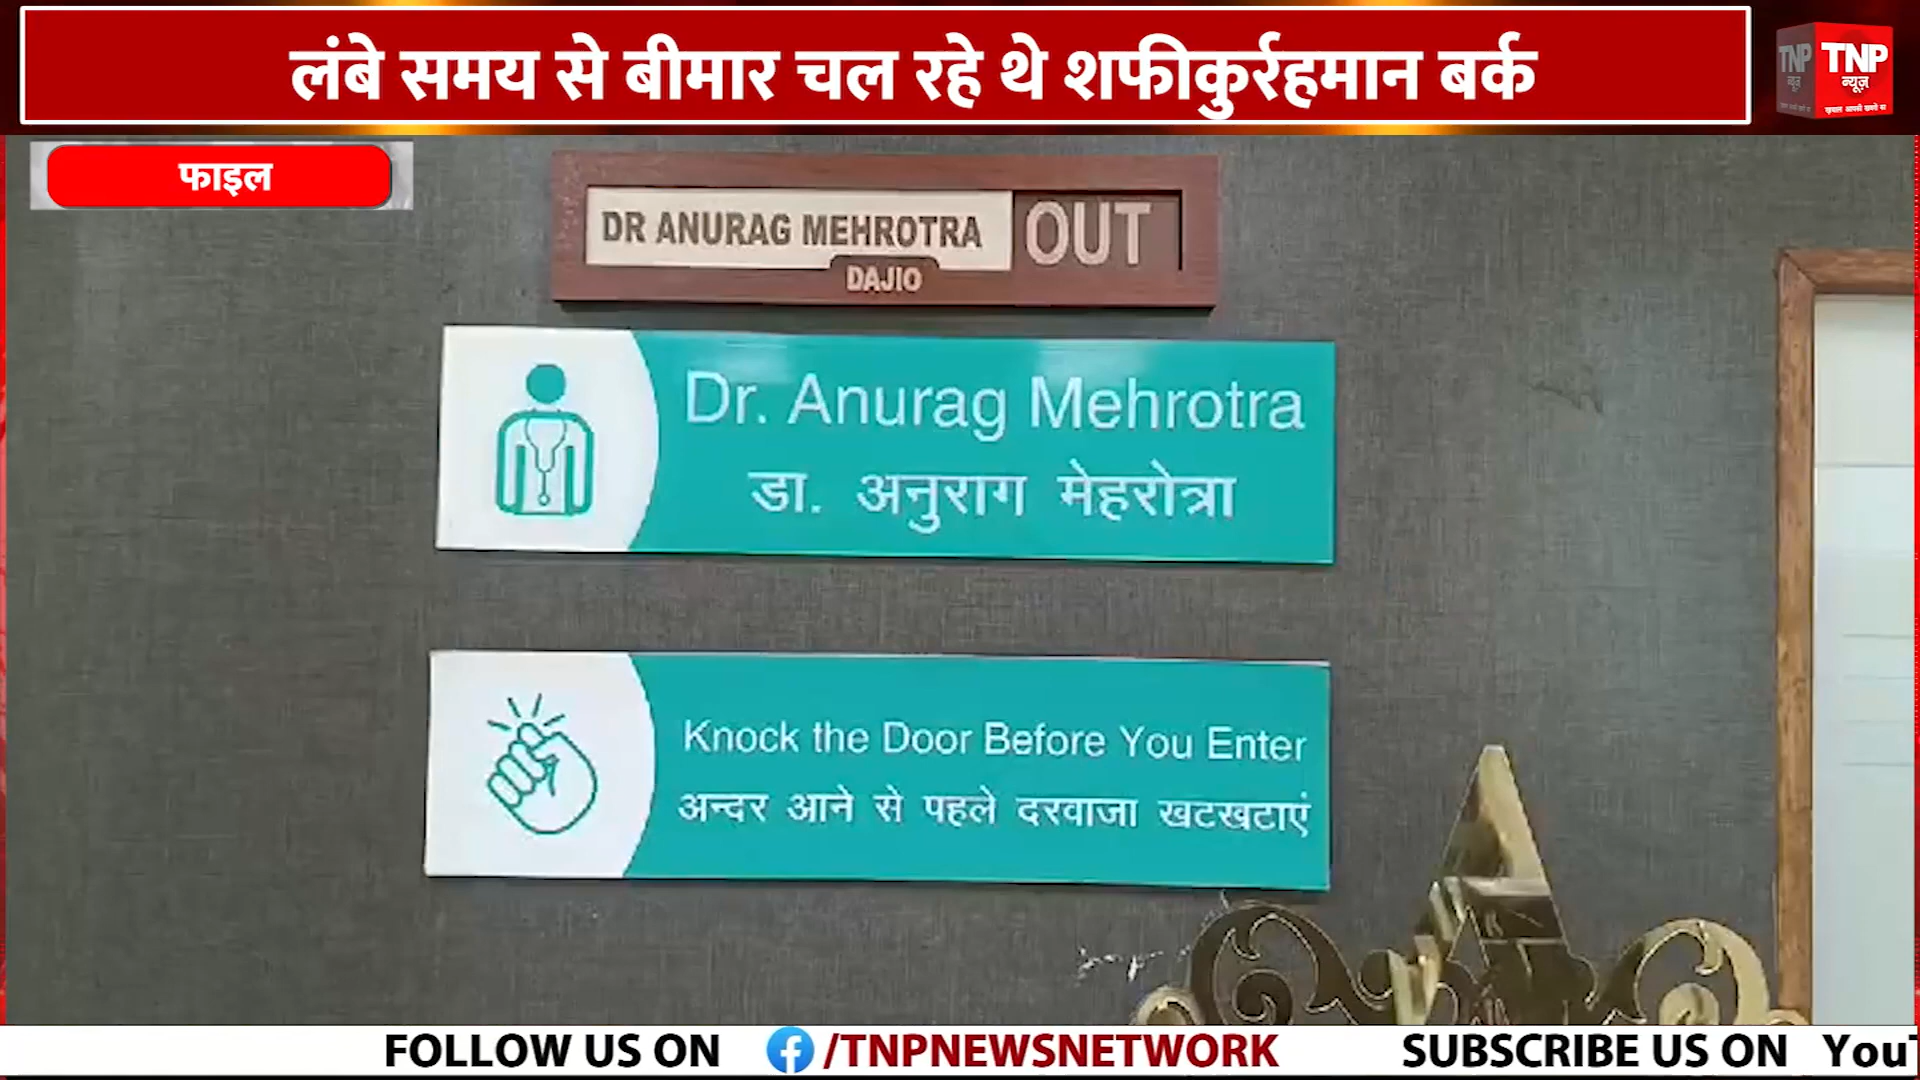 लंबे समय से बीमार चल रहे थे शफीकुर्रहमान बर्क
TNP
न्यूज़
TNP
न्यूज़
फाइल
DR ANURAG MEHROTRA OUT
DAJIO
Dr. Anurag Mehrotra
डा. अनुराग मेहरोत्रा
Knock the Door Before You Enter
अन्दर आने से पहले दरवाजा खटखटाएं
FOLLOW US ON /TNPNEWSNETWORK SUBSCRIBE US ON You